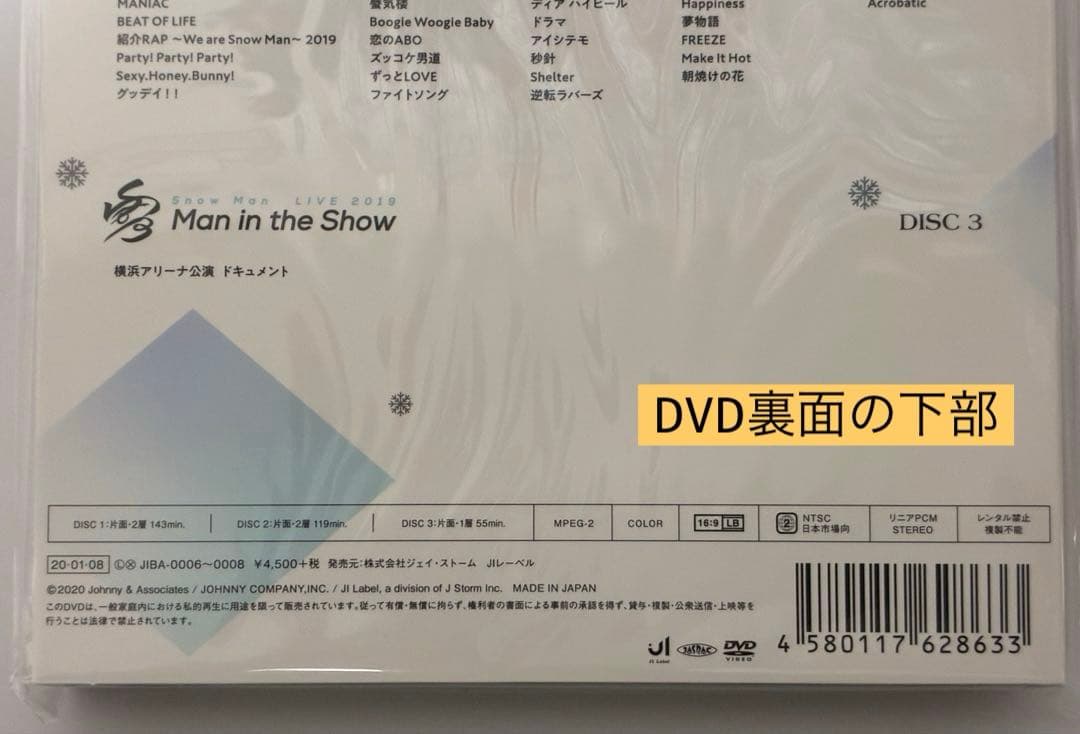 MANIAC
BEAT OF LIFE
紹介RAP ～We are Snow Man～ 2019
Party! Party! Party!
Sexy.Honey.Bunny!
グッデイ！！
蜃気楼
Boogie Woogie Baby
恋のABO
ズッコケ男道
ずっとLOVE
ファイトソング
ディア ハイヒール
ドラマ
アイシテモ
秒針
Shelter
逆転ラバーズ
Happiness
夢物語
FREEZE
Make It Hot
朝焼けの花
Acrobatic
Snow Man LIVE 2019
Man in the Show
DISC 3
横浜アリーナ公演 ドキュメント
DVD裏面の下部
DISC 1:片面・2層 143min.
DISC 2:片面・2層 119min.
DISC 3:片面・1層 55min.
MPEG-2
COLOR
16:9 LB
2 NTSC
日本市場向
リニアPCM
STEREO
レンタル禁止
複製不能
20・01・08 Ⓛⓧ JIBA-0006～0008 ￥4,500+税 発売元:株式会社ジェイ・ストーム JIレーベル
©2020 Johnny & Associates / JOHNNY COMPANY,INC. / JI Label, a division of J Storm Inc. MADE IN JAPAN
このDVDは、一般家庭内における私的再生に用途を限って販売されています。従って有償・無償に拘らず、権利者の書面による事前の承諾を得ず、貸与・複製・公衆送信・上映等を
行うことは法律で禁止されています。
JI
JI Label
JASRAC
DVD
VIDEO
4 580117 628633